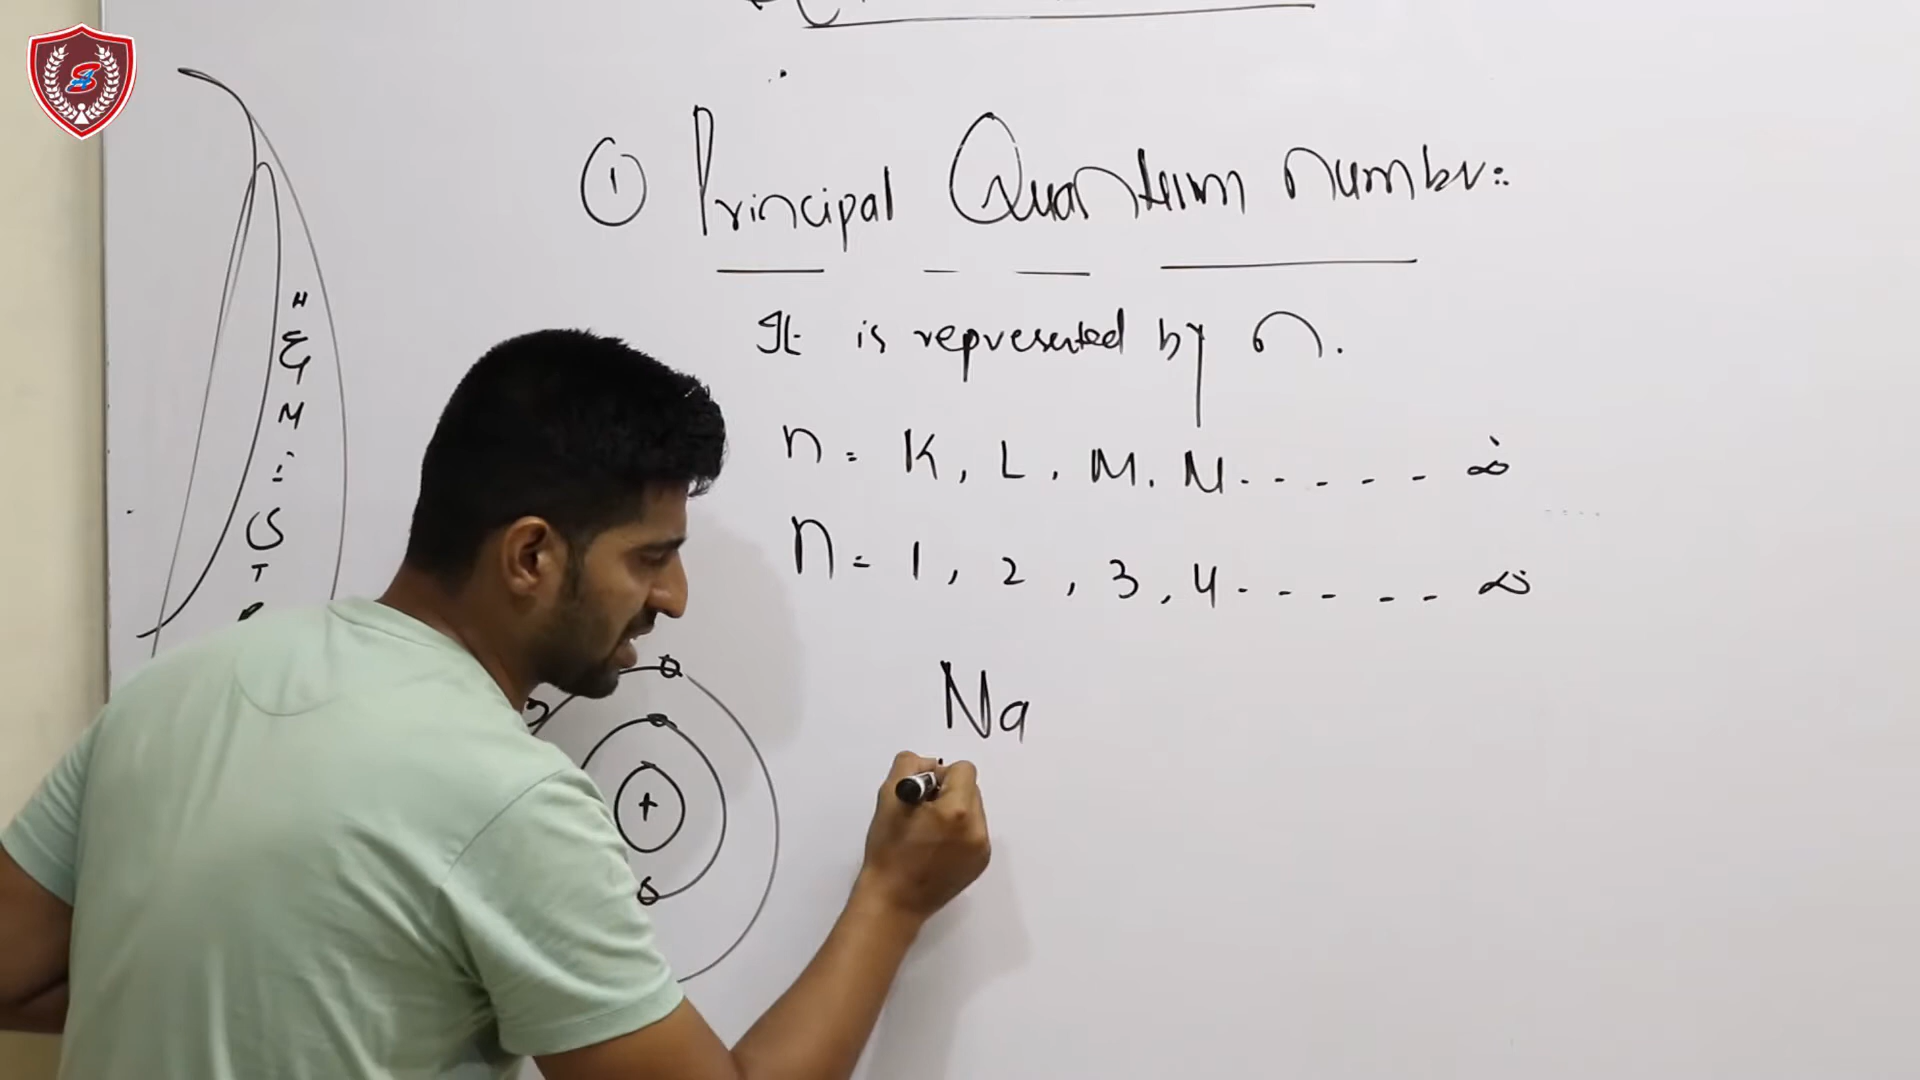 ① Principal Quantum number:
It is represented by n.
n = K, L, M, N ----- ∞
n = 1, 2, 3, 4 ----- ∞
Na
+